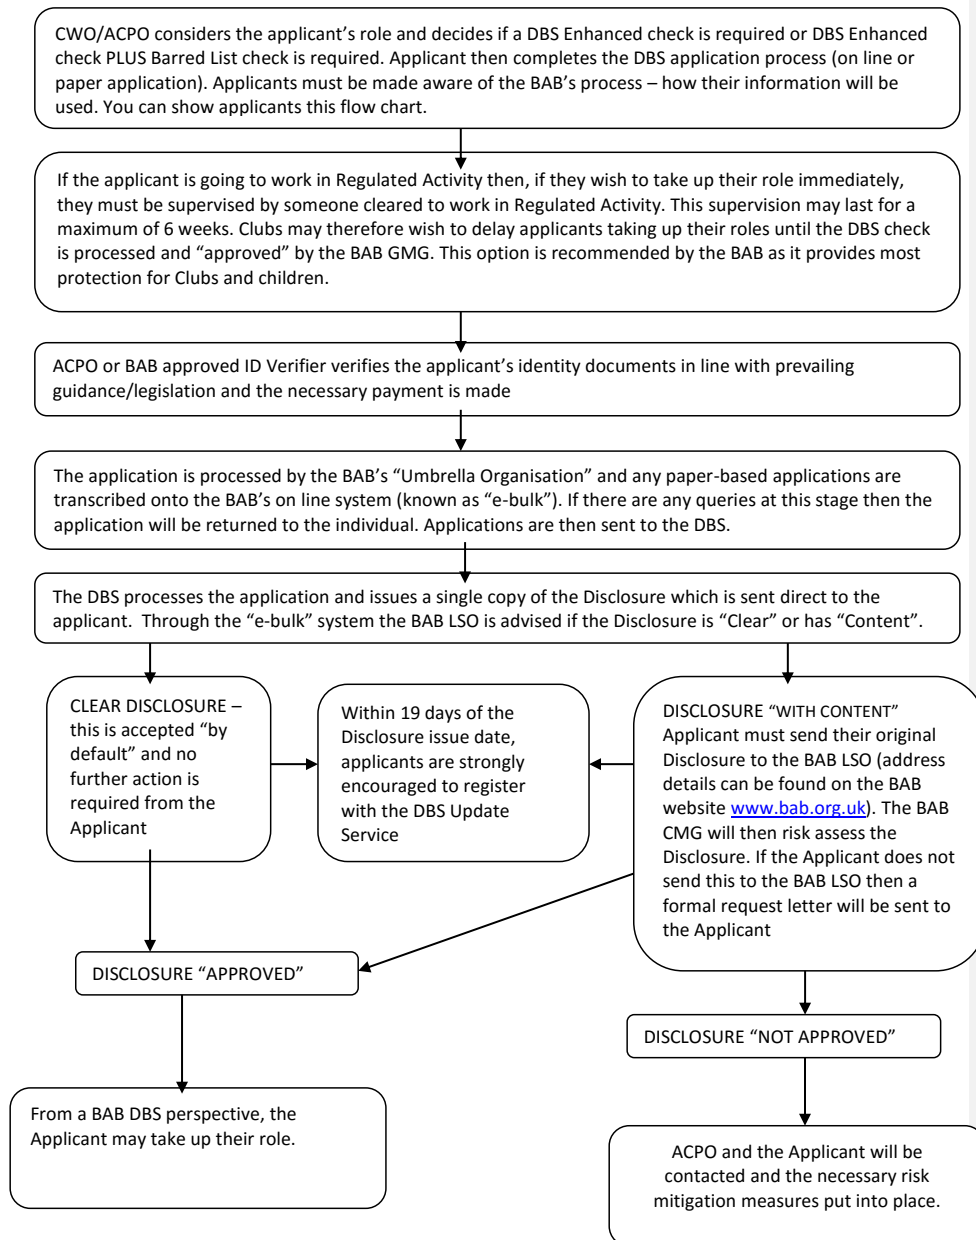 CWO/ACPO considers the applicant's role and decides if a DBS Enhanced check is required or DBS Enhanced
check PLUS Barred List check is required. Applicant then completes the DBS application process (on line or
paper application). Applicants must be made aware of the BAB's process – how their information will be
used. You can show applicants this flow chart.
If the applicant is going to work in Regulated Activity then, if they wish to take up their role immediately,
they must be supervised by someone cleared to work in Regulated Activity. This supervision may last for a
maximum of 6 weeks. Clubs may therefore wish to delay applicants taking up their roles until the DBS check
is processed and "approved" by the BAB GMG. This option is recommended by the BAB as it provides most
protection for Clubs and children.
ACPO or BAB approved ID Verifier verifies the applicant's identity documents in line with prevailing
guidance/legislation and the necessary payment is made
The application is processed by the BAB's "Umbrella Organisation" and any paper-based applications are
transcribed onto the BAB's on line system (known as "e-bulk"). If there are any queries at this stage then the
application will be returned to the individual. Applications are then sent to the DBS.
The DBS processes the application and issues a single copy of the Disclosure which is sent direct to the
applicant.  Through the "e-bulk" system the BAB LSO is advised if the Disclosure is "Clear" or has "Content".
CLEAR DISCLOSURE –
this is accepted "by
default" and no
further action is
required from the
Applicant
Within 19 days of the
Disclosure issue date,
applicants are strongly
encouraged to register
with the DBS Update
Service
DISCLOSURE "WITH CONTENT"
Applicant must send their original
Disclosure to the BAB LSO (address
details can be found on the BAB
website www.bab.org.uk). The BAB
CMG will then risk assess the
Disclosure. If the Applicant does not
send this to the BAB LSO then a
formal request letter will be sent to
the Applicant
DISCLOSURE "APPROVED"
DISCLOSURE "NOT APPROVED"
From a BAB DBS perspective, the
Applicant may take up their role.
ACPO and the Applicant will be
contacted and the necessary risk
mitigation measures put into place.